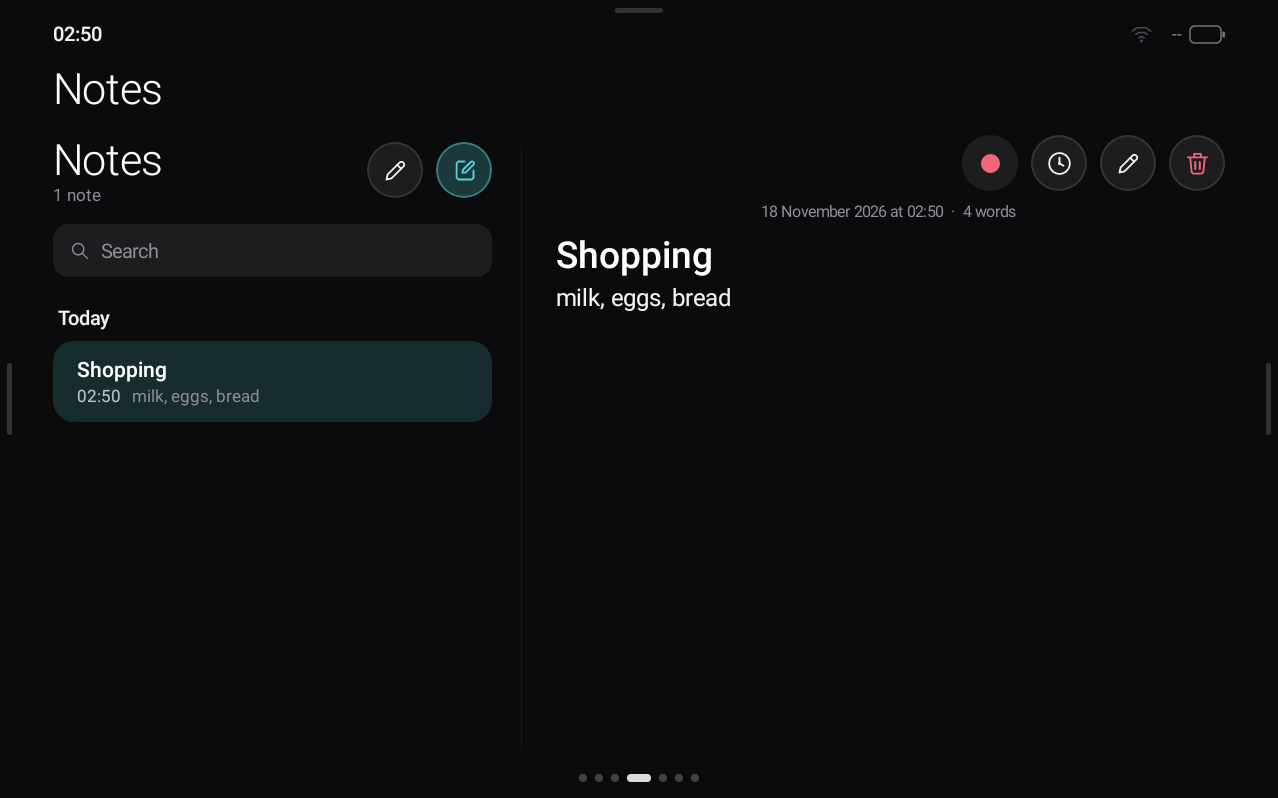 02:50
--
Notes
Notes
1 note
Search
Today
Shopping
02:50 milk, eggs, bread
18 November 2026 at 02:50 · 4 words
Shopping
milk, eggs, bread